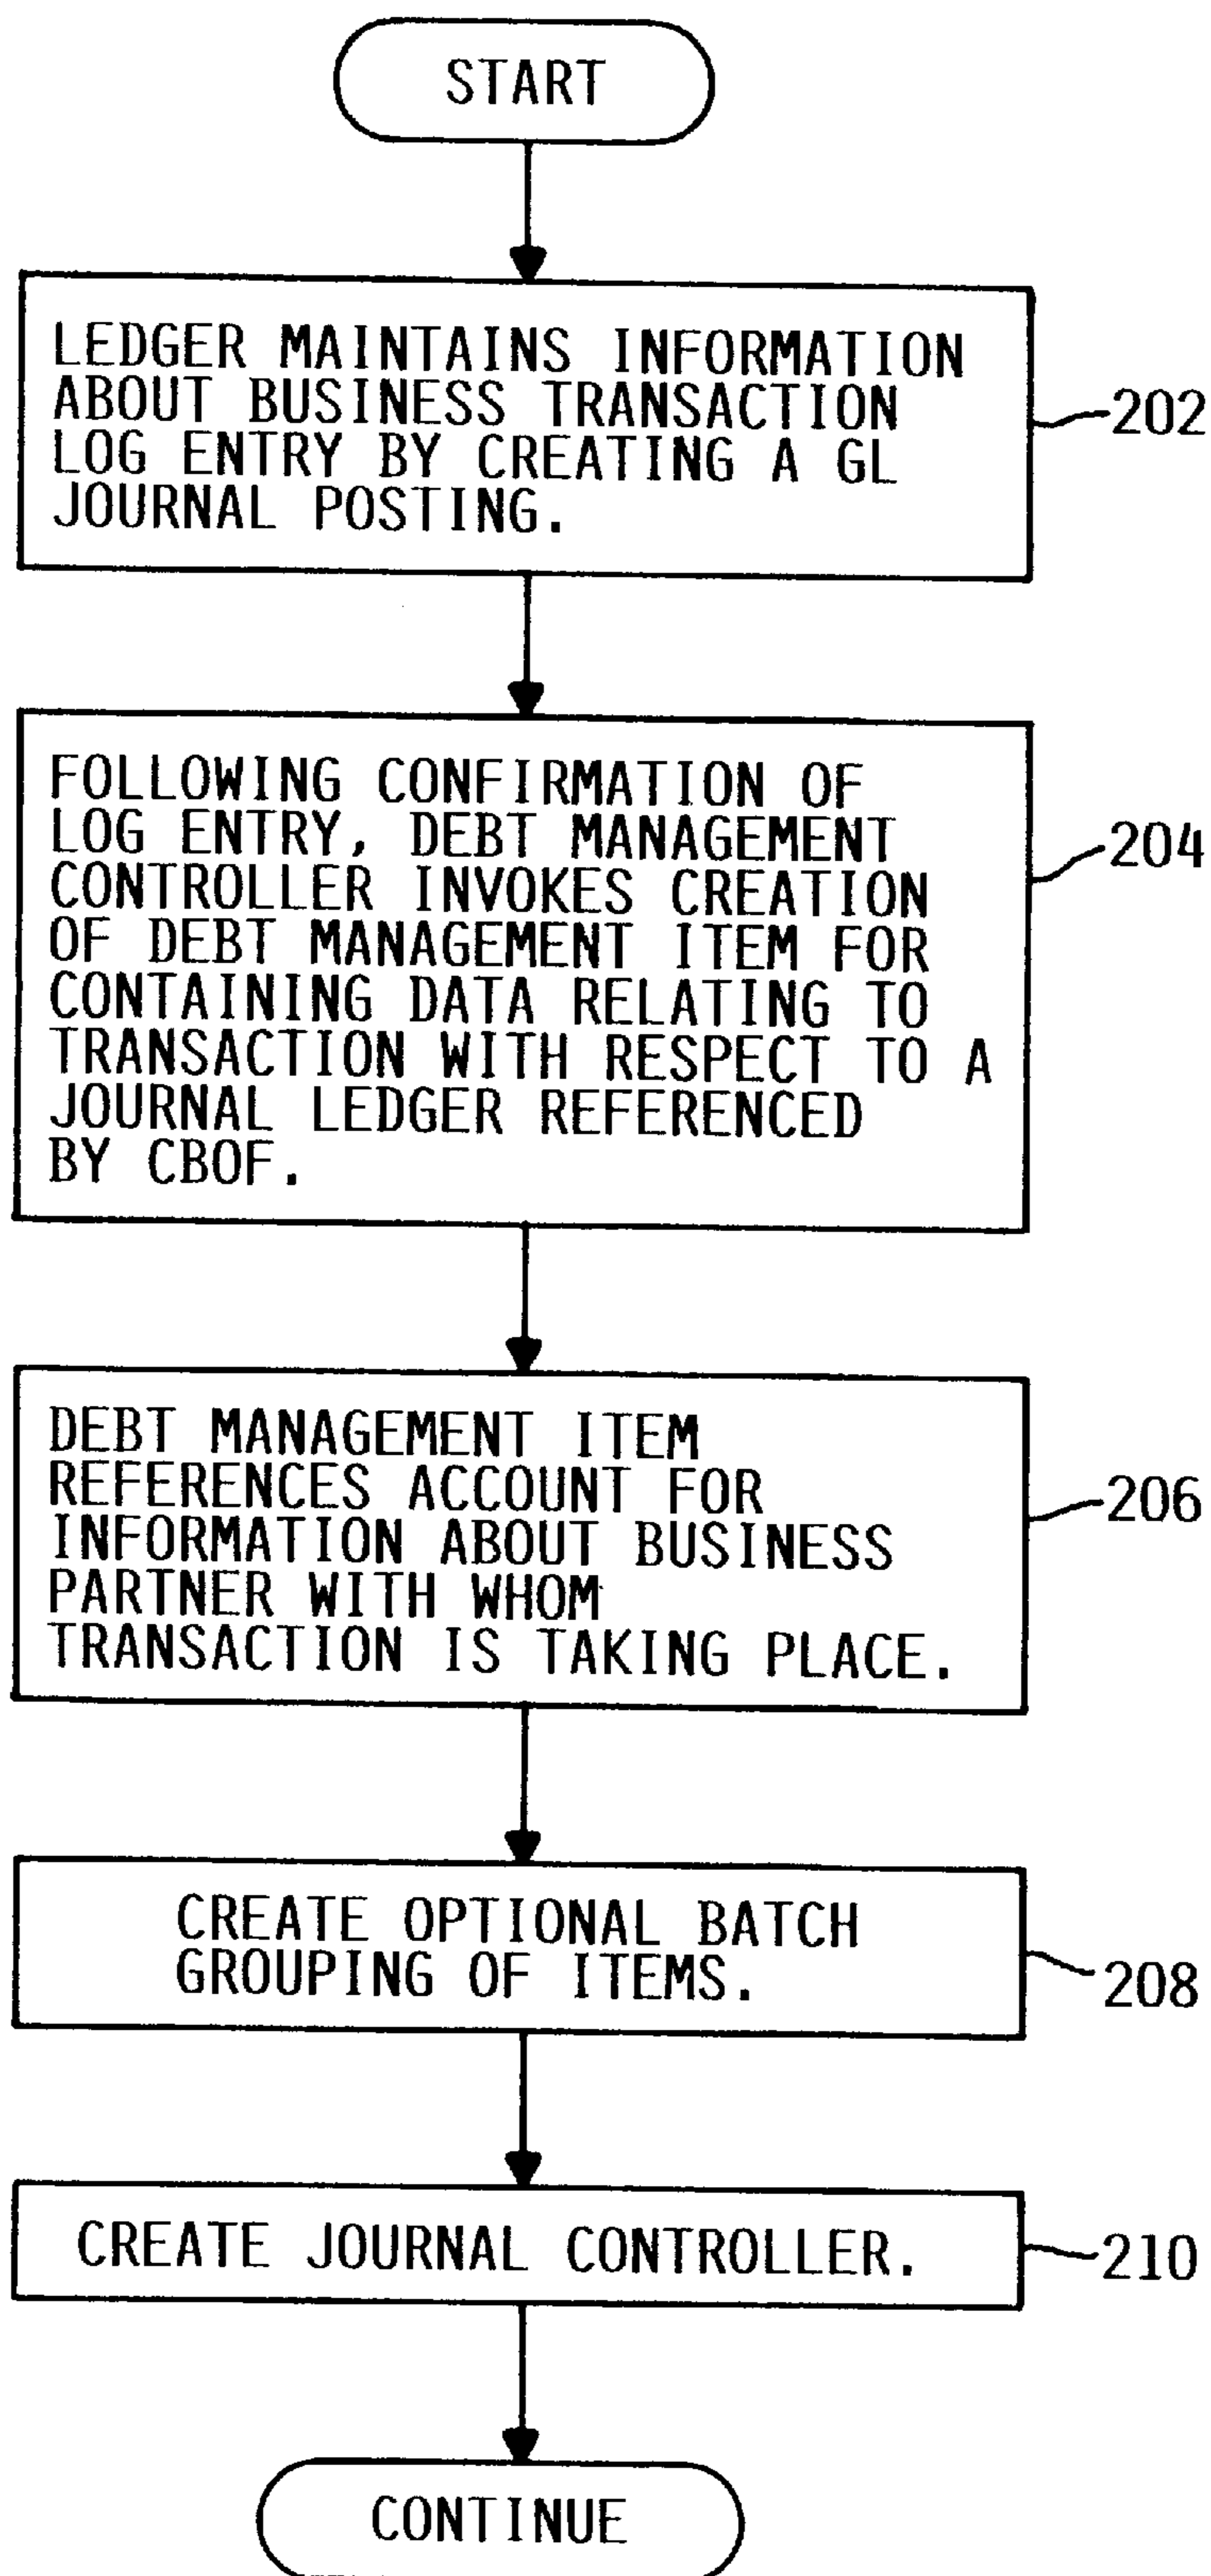 START
LEDGER MAINTAINS INFORMATION
ABOUT BUSINESS TRANSACTION
LOG ENTRY BY CREATING A GL
JOURNAL POSTING.
202
FOLLOWING CONFIRMATION OF
LOG ENTRY, DEBT MANAGEMENT
CONTROLLER INVOKES CREATION
OF DEBT MANAGEMENT ITEM FOR
CONTAINING DATA RELATING TO
TRANSACTION WITH RESPECT TO A
JOURNAL LEDGER REFERENCED
BY CBOF.
204
DEBT MANAGEMENT ITEM
REFERENCES ACCOUNT FOR
INFORMATION ABOUT BUSINESS
PARTNER WITH WHOM
TRANSACTION IS TAKING PLACE.
206
CREATE OPTIONAL BATCH
GROUPING OF ITEMS.
208
CREATE JOURNAL CONTROLLER.
210
CONTINUE